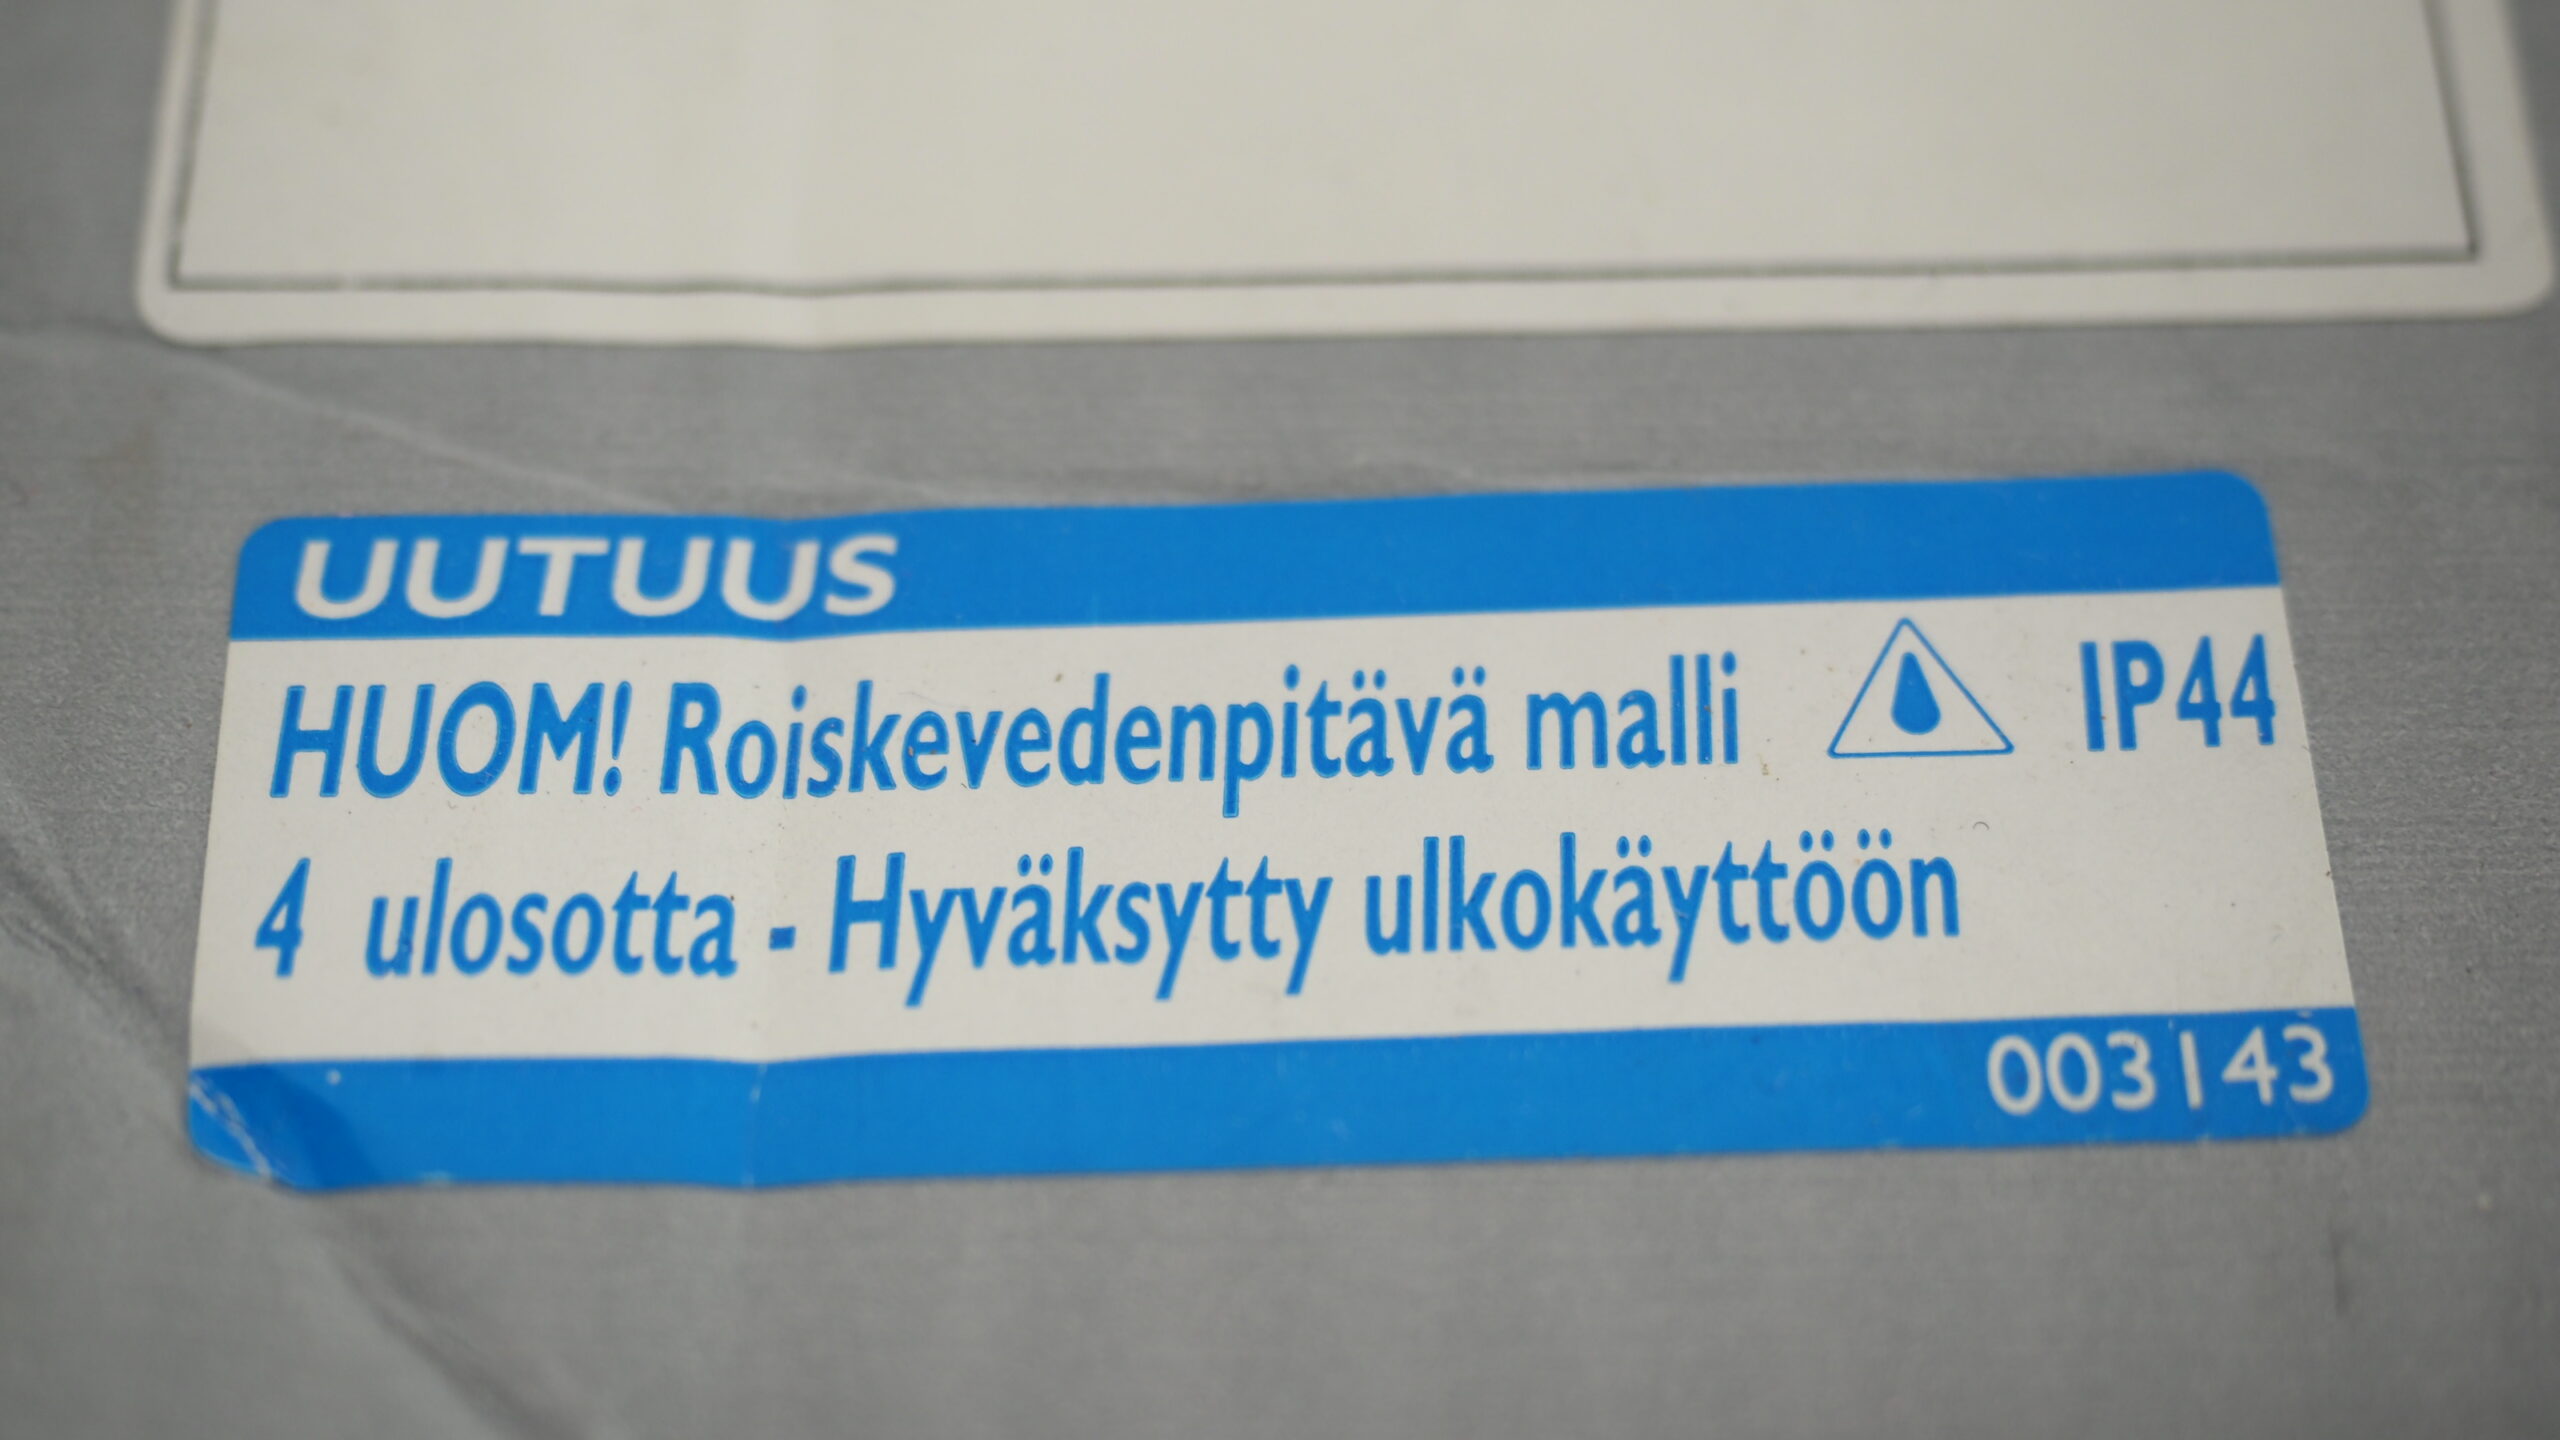 UUTUUS
HUOM! Roiskevedenpitävä malli IP44
4 ulosotta - Hyväksytty ulkokäyttöön
003143